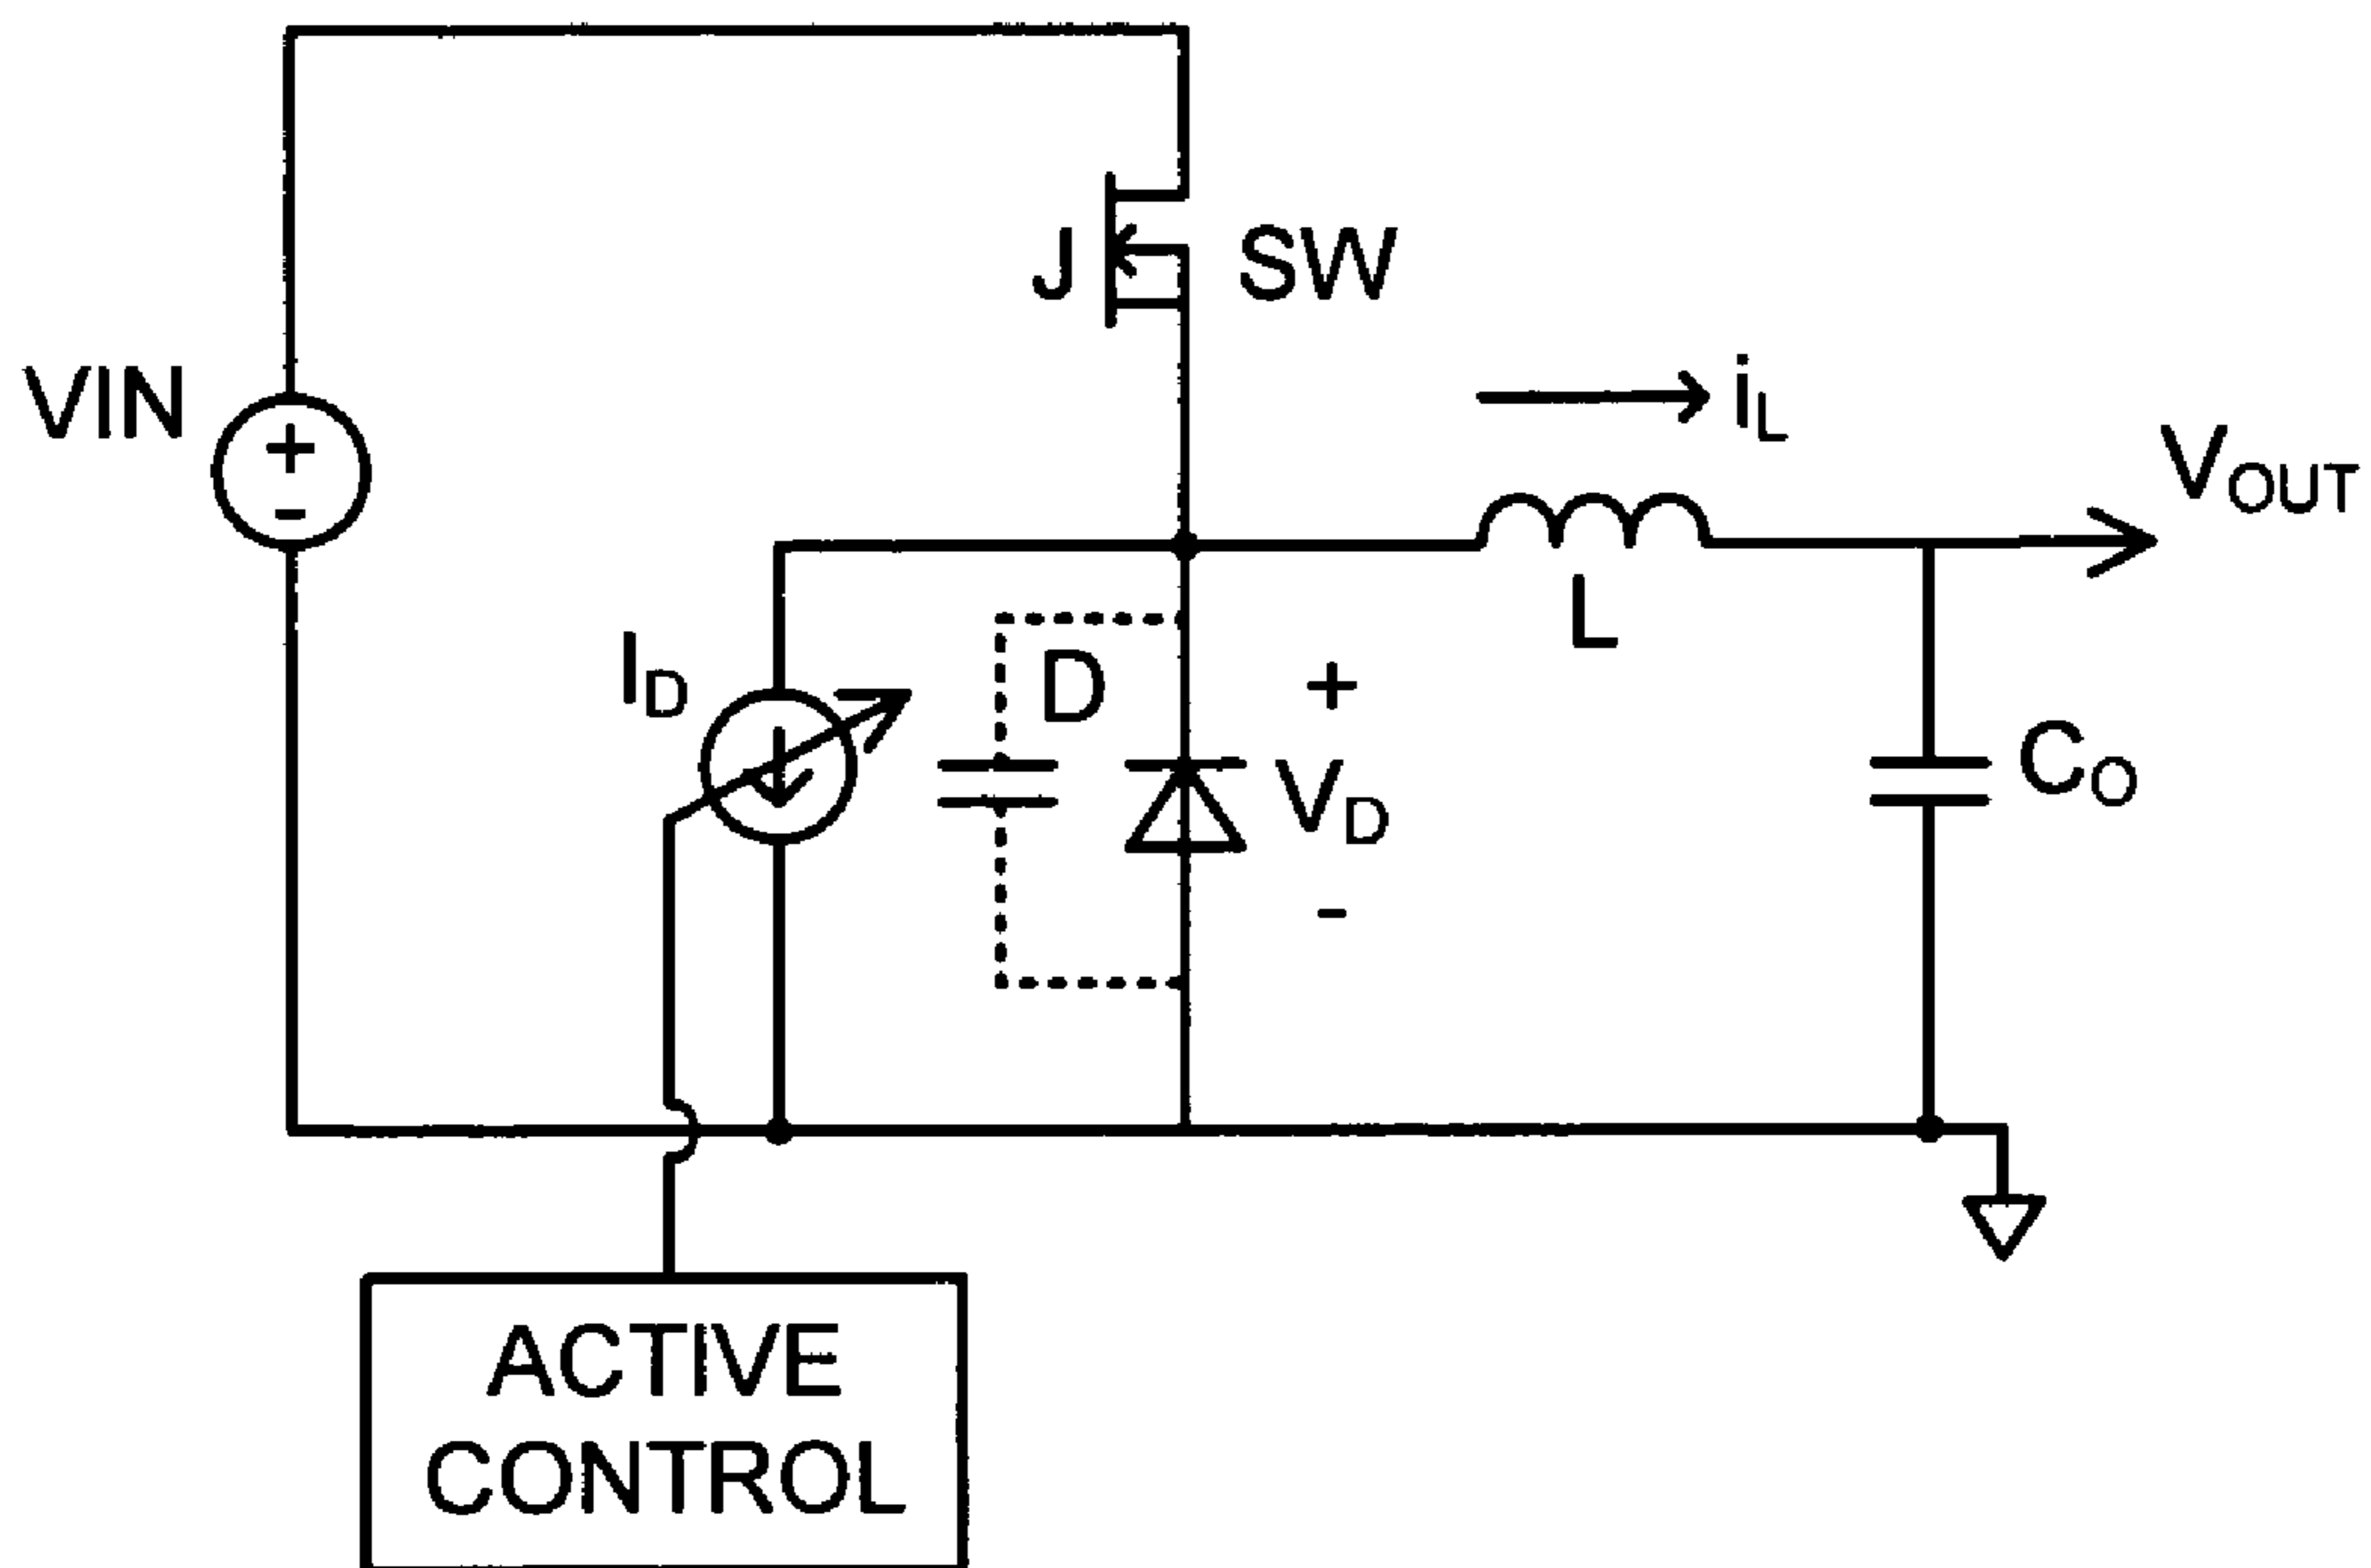 J
SW
VIN
+
-
iL
VOUT
L
ID
D
+
VD
-
CO
ACTIVE
CONTROL